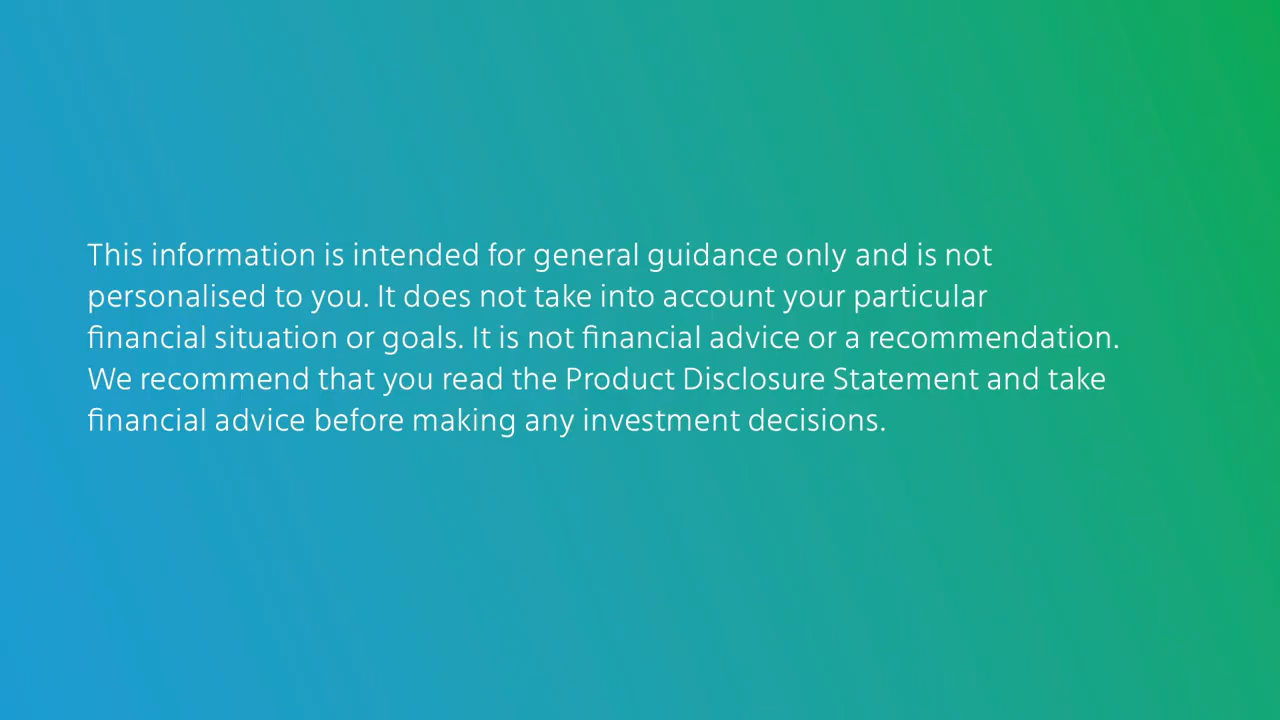 This information is intended for general guidance only and is not
personalised to you. It does not take into account your particular
financial situation or goals. It is not financial advice or a recommendation.
We recommend that you read the Product Disclosure Statement and take
financial advice before making any investment decisions.